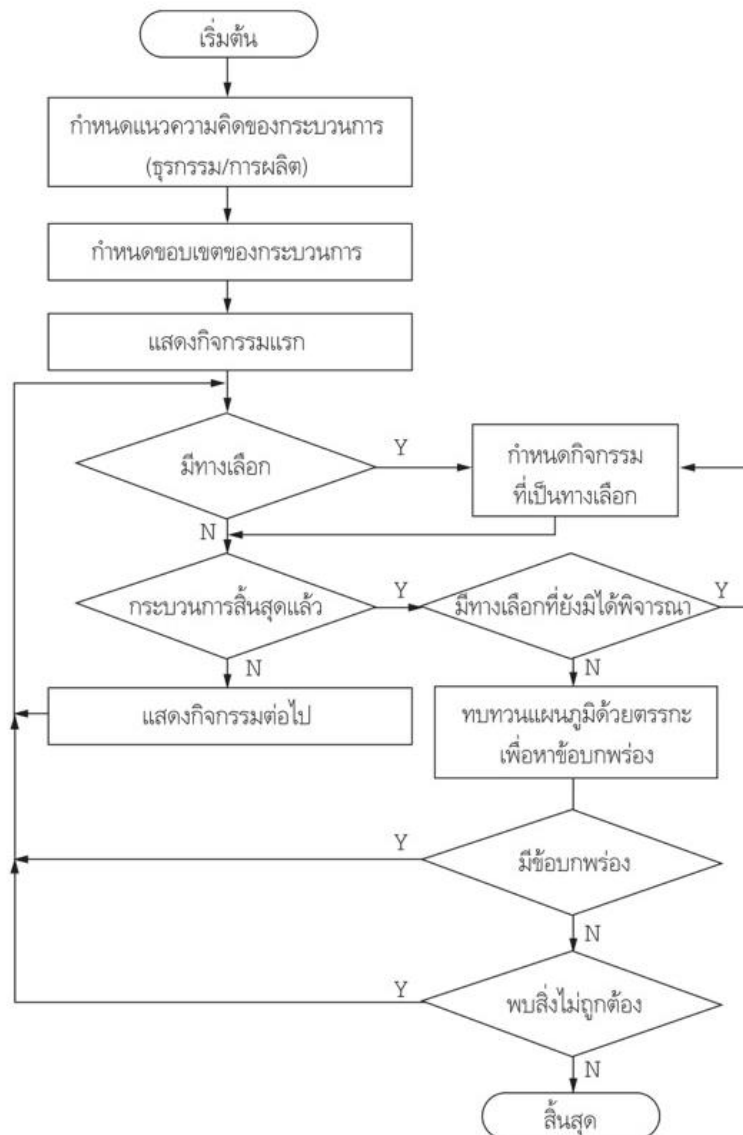 เริ่มต้น
กำหนดแนวความคิดของกระบวนการ
(ธุรกรรม/การผลิต)
กำหนดขอบเขตของกระบวนการ
แสดงกิจกรรมแรก
มีทางเลือก
Y
กำหนดกิจกรรม
ที่เป็นทางเลือก
N
กระบวนการสิ้นสุดแล้ว
Y
มีทางเลือกที่ยังมิได้พิจารณา
Y
N
N
แสดงกิจกรรมต่อไป
ทบทวนแผนภูมิด้วยตรรกะ
เพื่อหาข้อบกพร่อง
Y
มีข้อบกพร่อง
N
Y
พบสิ่งไม่ถูกต้อง
N
สิ้นสุด